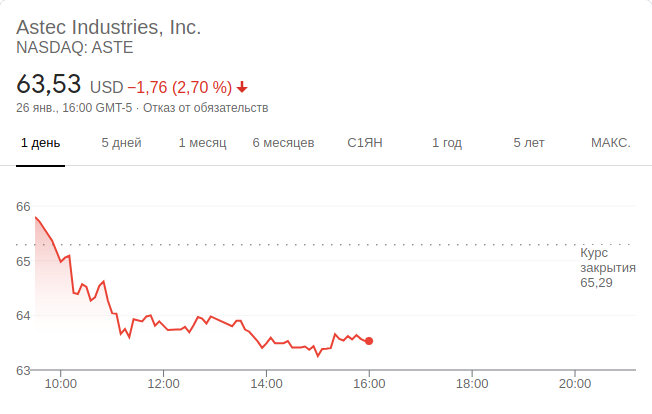 Astec Industries, Inc.
NASDAQ: ASTE
63,53 USD −1,76 (2,70 %)
26 янв., 16:00 GMT-5 · Отказ от обязательств
1 день 5 дней 1 месяц 6 месяцев С1ЯН 1 год 5 лет МАКС.
66
Курс
закрытия
65,29
65
64
63
10:00 12:00 14:00 16:00 18:00 20:00